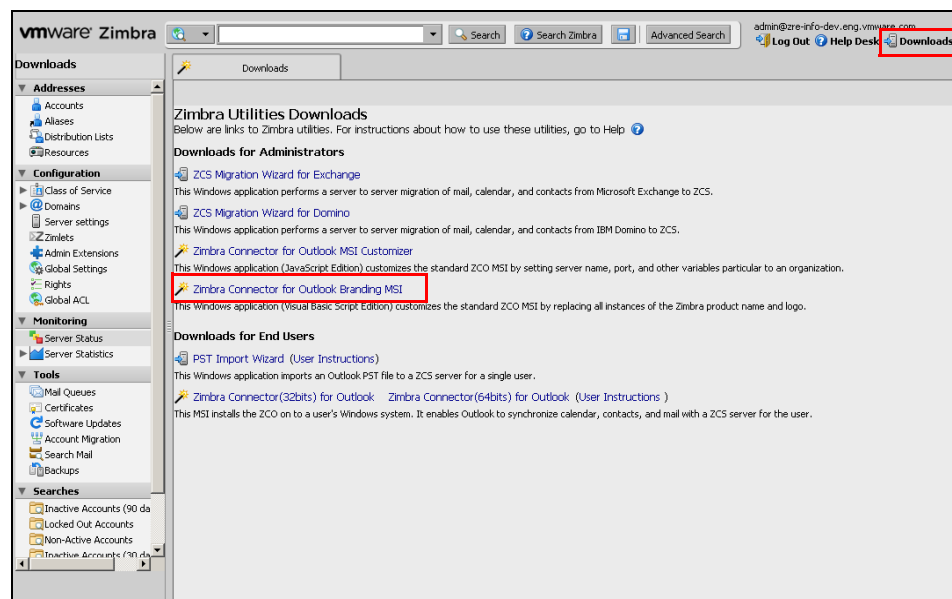 vmware Zimbra
Search
Search Zimbra
Advanced Search
admin@zre-info-dev.eng.vmware.com
Log Out Help Desk Downloads
Downloads
Downloads
Addresses
Accounts
Aliases
Distribution Lists
Resources
Configuration
Class of Service
Domains
Server settings
Zimlets
Admin Extensions
Global Settings
Rights
Global ACL
Monitoring
Server Status
Server Statistics
Tools
Mail Queues
Certificates
Software Updates
Account Migration
Search Mail
Backups
Searches
Inactive Accounts (90 da
Locked Out Accounts
Non-Active Accounts
Inactive Accounts (30 da
Zimbra Utilities Downloads
Below are links to Zimbra utilities. For instructions about how to use these utilities, go to Help
Downloads for Administrators
ZCS Migration Wizard for Exchange
This Windows application performs a server to server migration of mail, calendar, and contacts from Microsoft Exchange to ZCS.
ZCS Migration Wizard for Domino
This Windows application performs a server to server migration of mail, calendar, and contacts from IBM Domino to ZCS.
Zimbra Connector for Outlook MSI Customizer
This Windows application (JavaScript Edition) customizes the standard ZCO MSI by setting server name, port, and other variables particular to an organization.
Zimbra Connector for Outlook Branding MSI
This Windows application (Visual Basic Script Edition) customizes the standard ZCO MSI by replacing all instances of the Zimbra product name and logo.
Downloads for End Users
PST Import Wizard (User Instructions)
This Windows application imports an Outlook PST file to a ZCS server for a single user.
Zimbra Connector(32bits) for Outlook Zimbra Connector(64bits) for Outlook (User Instructions )
This MSI installs the ZCO on to a user's Windows system. It enables Outlook to synchronize calendar, contacts, and mail with a ZCS server for the user.